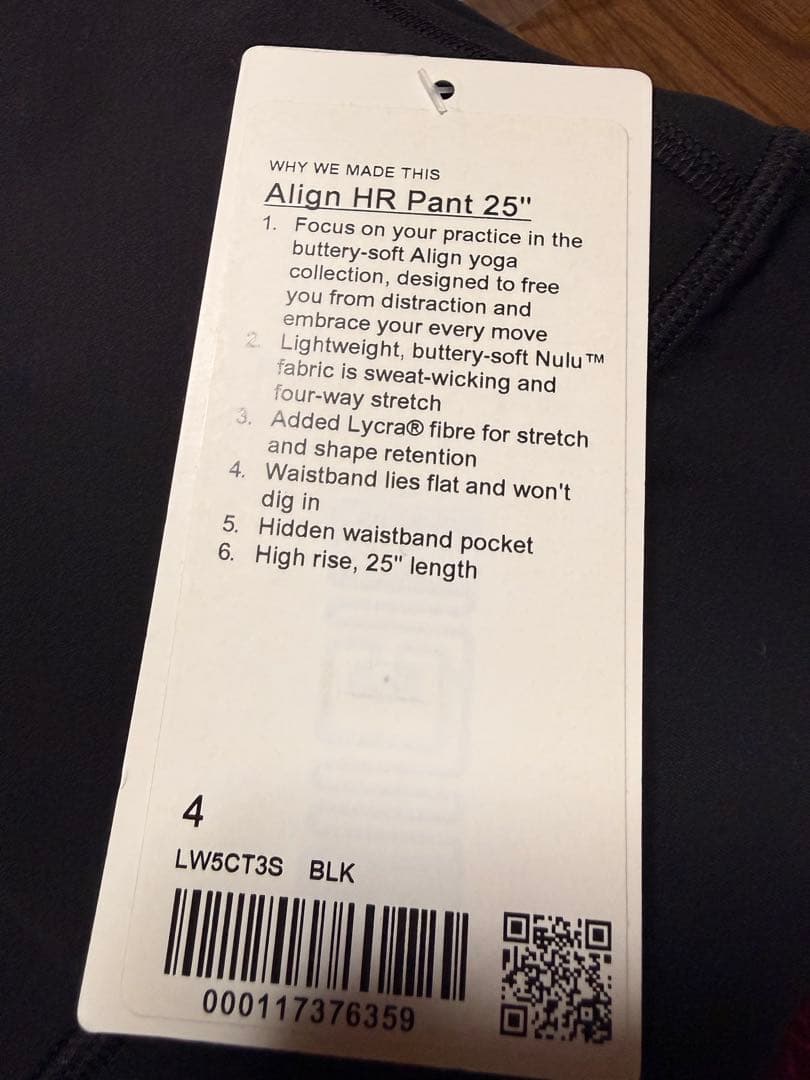 WHY WE MADE THIS
Align HR Pant 25"
1. Focus on your practice in the
buttery-soft Align yoga
collection, designed to free
you from distraction and
embrace your every move
2. Lightweight, buttery-soft Nulu™
fabric is sweat-wicking and
four-way stretch
3. Added Lycra® fibre for stretch
and shape retention
4. Waistband lies flat and won't
dig in
5. Hidden waistband pocket
6. High rise, 25" length
4
LW5CT3S BLK
000117376359